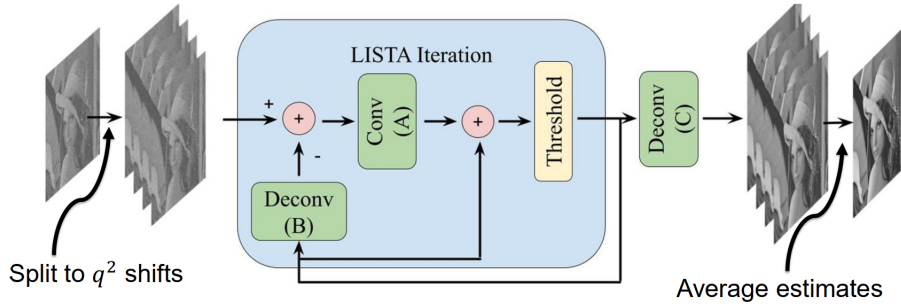 LISTA Iteration
+
+
Conv
(A)
+
Threshold
Deconv
(C)
-
Deconv
(B)
Split to q² shifts
Average estimates